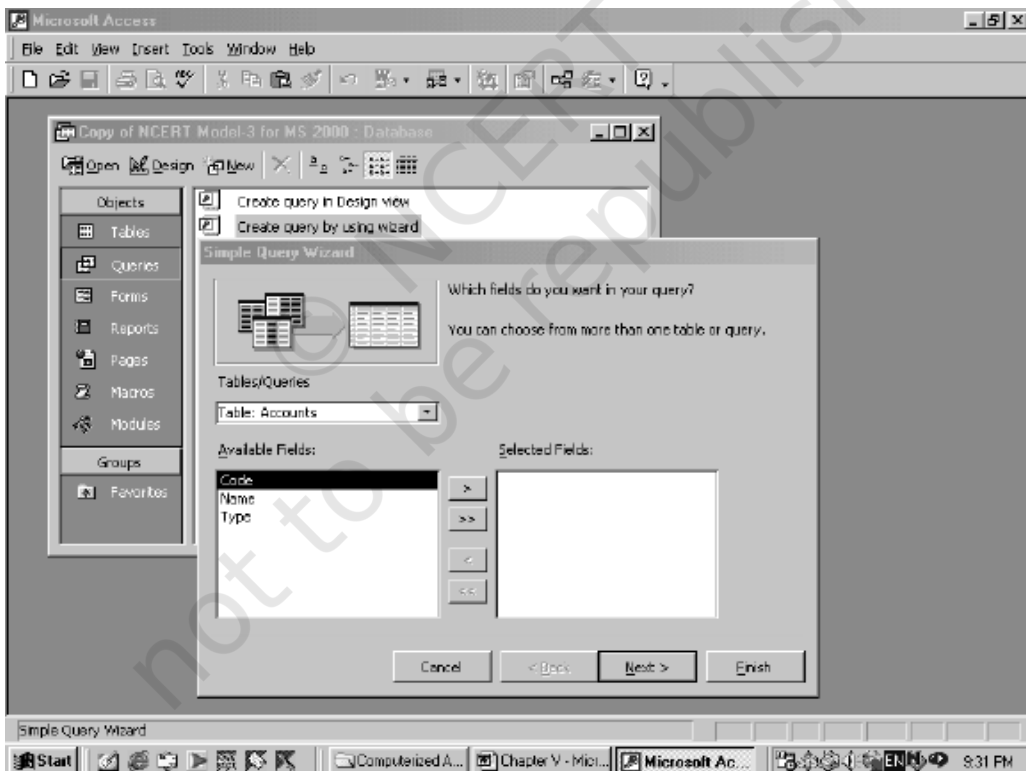 Microsoft Access
File Edit View Insert Tools Window Help
Copy of NCERT Model-3 for MS 2000 : Database
Open Design New
Objects
Tables
Queries
Forms
Reports
Pages
Macros
Modules
Groups
Favorites
Create query in Design view
Create query by using wizard
Simple Query Wizard
Which fields do you want in your query?
You can choose from more than one table or query.
Tables/Queries
Table: Accounts
Available Fields:
Selected Fields:
Code
Name
Type
>
>>
<
<<
Cancel
< Back
Next >
Finish
Simple Query Wizard
Start
Computerized A...
Chapter V - Micr...
Microsoft Ac...
EN
9:31 PM
© NCERT
not to be republish